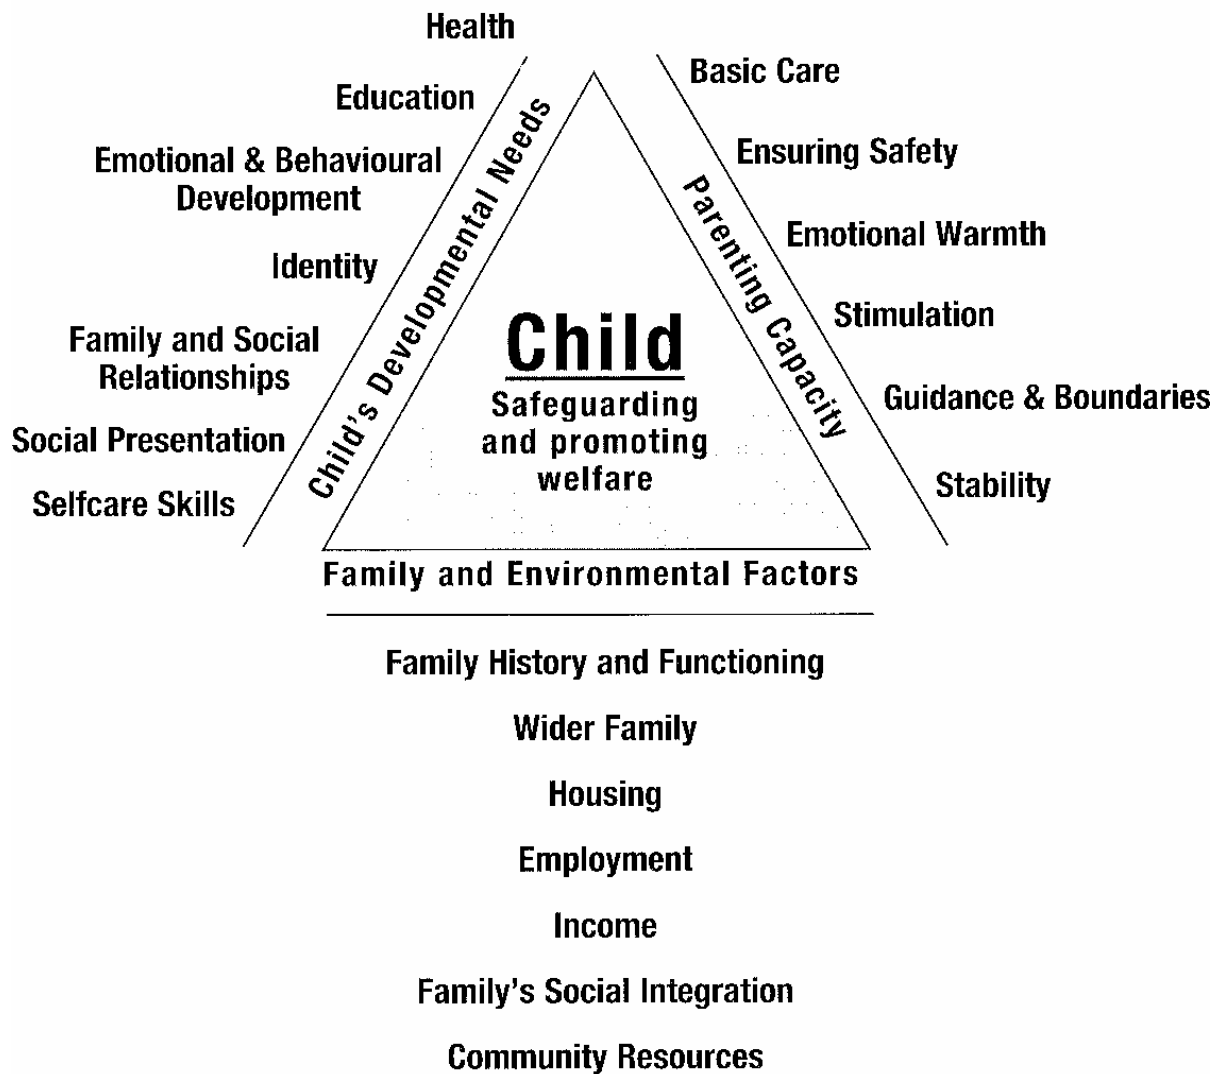 Health
Education
Emotional & Behavioural
Development
Identity
Family and Social
Relationships
Social Presentation
Selfcare Skills
Child's Developmental Needs
Basic Care
Ensuring Safety
Emotional Warmth
Stimulation
Guidance & Boundaries
Stability
Parenting Capacity
Child
Safeguarding
and promoting
welfare
Family and Environmental Factors
Family History and Functioning
Wider Family
Housing
Employment
Income
Family's Social Integration
Community Resources